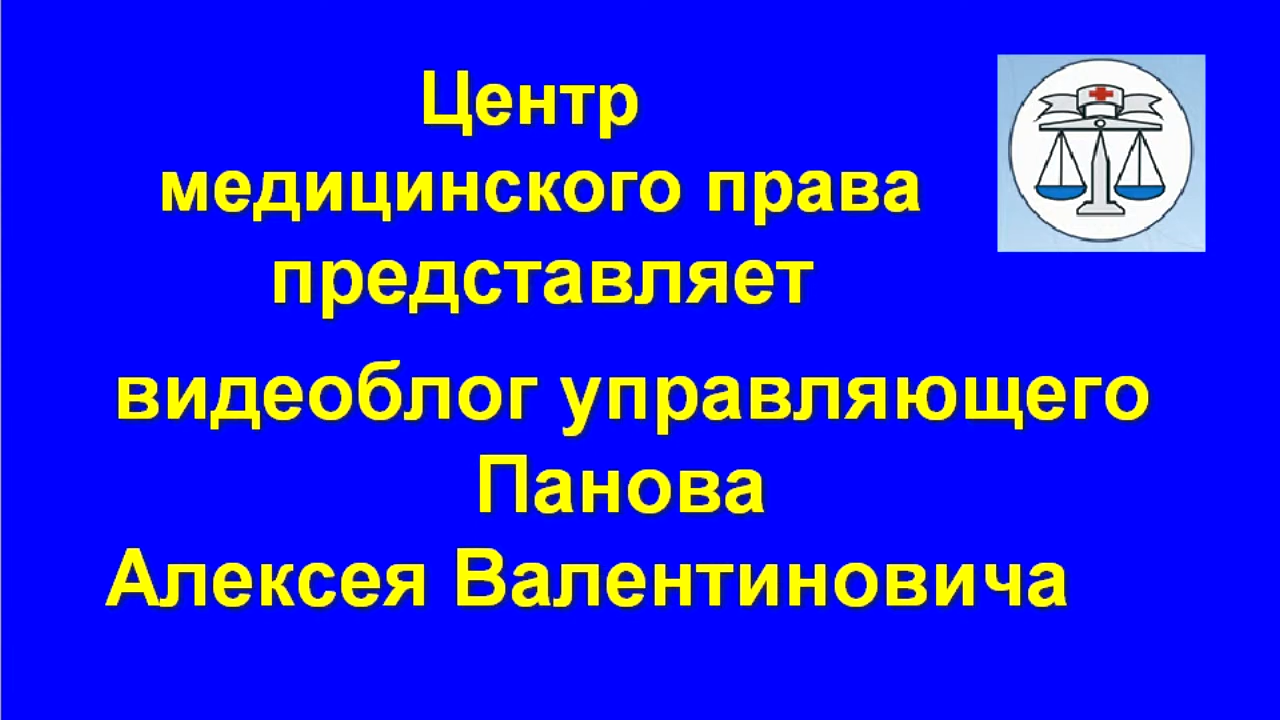 Центр
медицинского права
представляет
видеоблог управляющего
Панова
Алексея Валентиновича